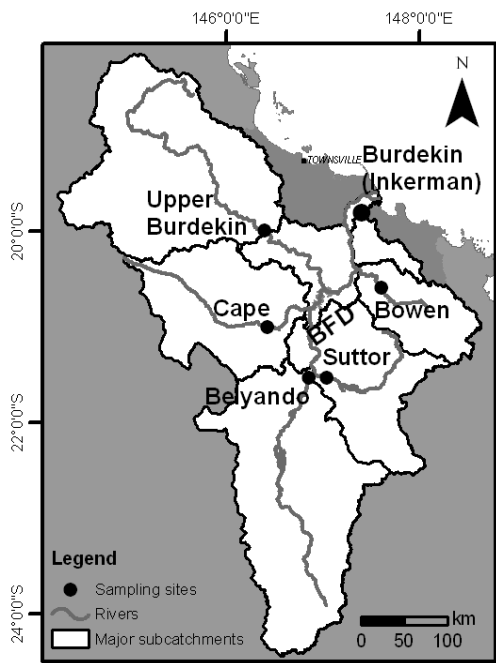 146°0'0"E
148°0'0"E
N
TOWNSVILLE
Burdekin
(Inkerman)
Upper
Burdekin
20°0'0"S
Bowen
Cape
BFD
Suttor
Belyando
22°0'0"S
24°0'0"S
Legend
Sampling sites
Rivers
Major subcatchments
km
0 50 100